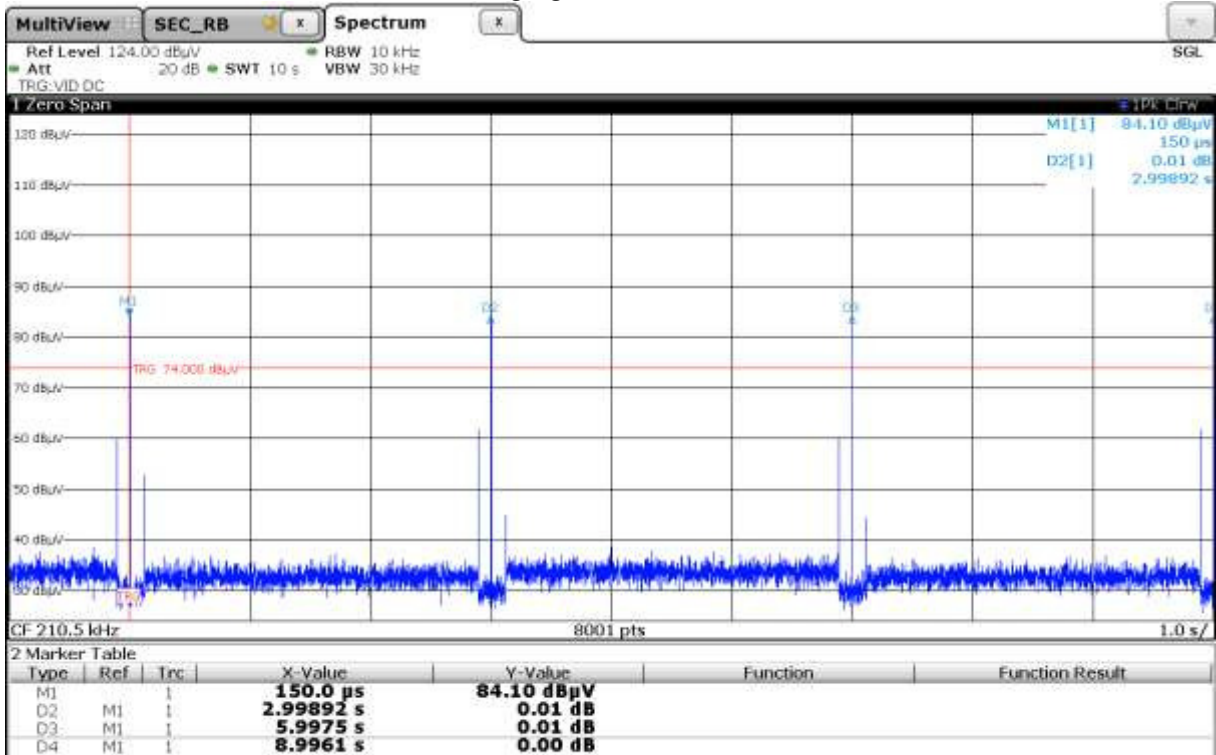 MultiView SEC_RB x Spectrum x
Ref Level 124.00 dBµV RBW 10 kHz SGL
Att 20 dB SWT 10 s VBW 30 kHz
TRG:VID DC
1 Zero Span 1Pk Clrw
M1[1] 84.10 dBµV
150 µs
D2[1] 0.01 dB
2.99892 s
120 dBµV
110 dBµV
100 dBµV
90 dBµV
M1 D2 D3
80 dBµV
TRG 74.000 dBµV
70 dBµV
60 dBµV
50 dBµV
40 dBµV
30 dBµV TRG
CF 210.5 kHz 8001 pts 1.0 s/
2 Marker Table
Type Ref Trc X-Value Y-Value Function Function Result
M1 1 150.0 µs 84.10 dBµV
D2 M1 1 2.99892 s 0.01 dB
D3 M1 1 5.9975 s 0.01 dB
D4 M1 1 8.9961 s 0.00 dB